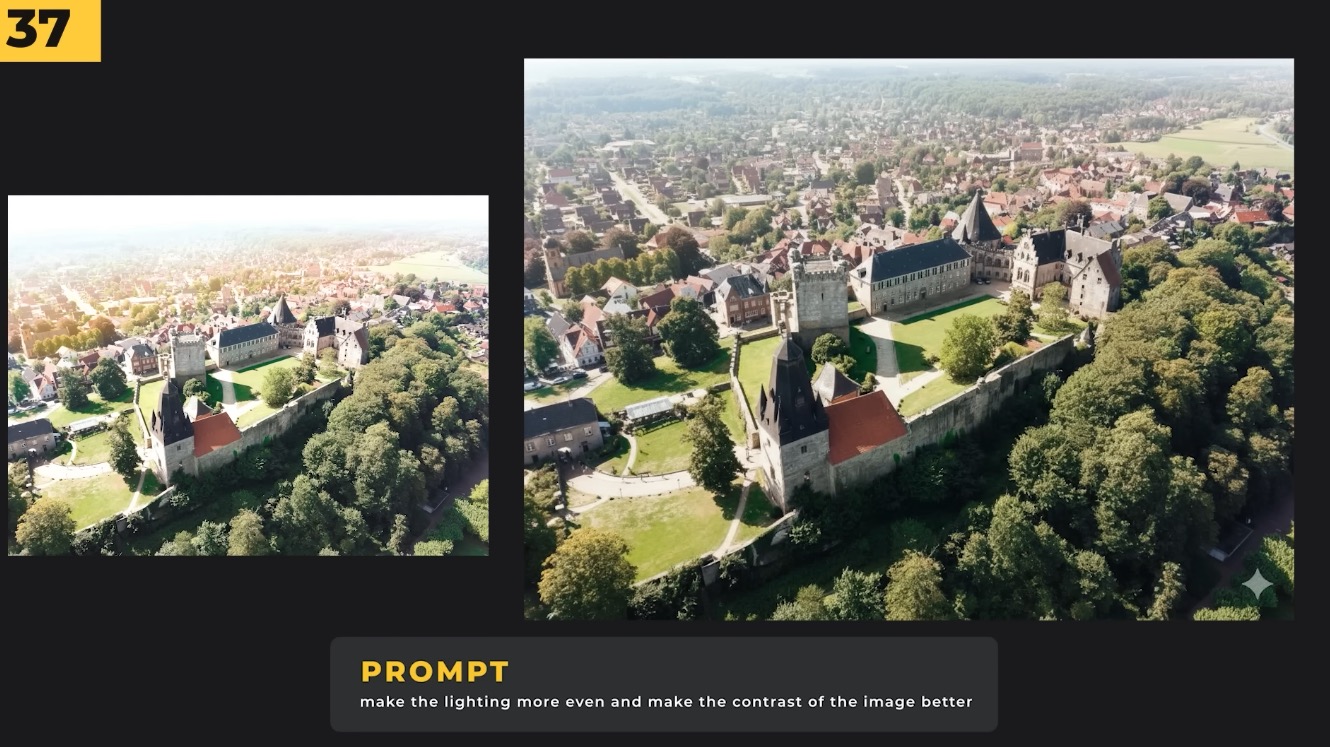 37
PROMPT
make the lighting more even and make the contrast of the image better